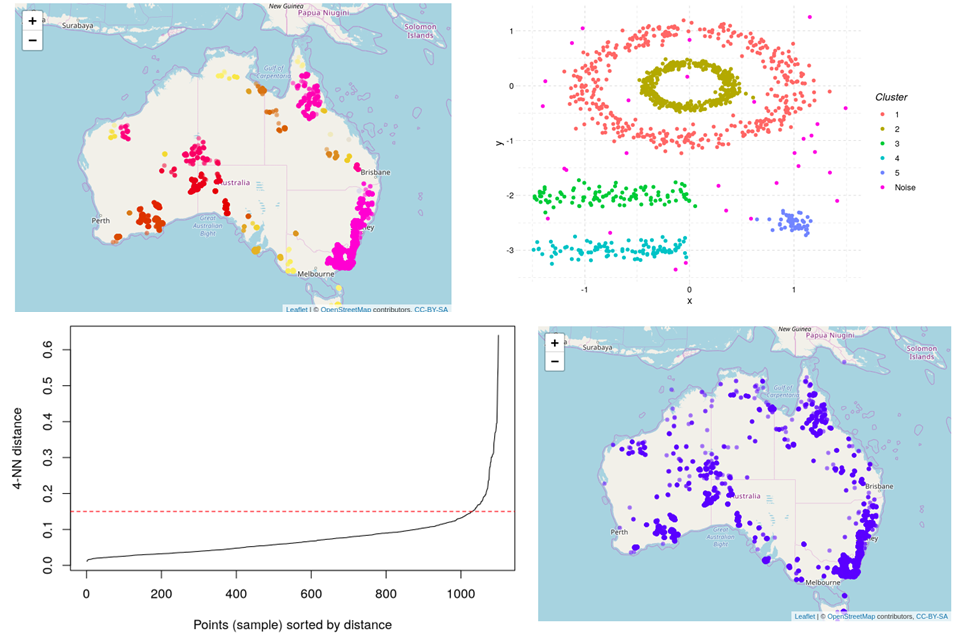 +
−
New Guinea
Papua Niugini
Surabaya
Solomon
Islands
Gulf of
Carpentaria
ustralia
Brisbane
Perth
Great
Australian
Bight
ley
Melbourne
Leaflet | © OpenStreetMap contributors, CC-BY-SA
1
0
-1
-2
-3
y
-1
0
1
x
Cluster
1
2
3
4
5
Noise
0.6
0.5
0.4
0.3
0.2
0.1
0.0
4-NN distance
0
200
400
600
800
1000
Points (sample) sorted by distance
+
−
New Guinea
Papua Niugini
Surabaya
Solomon
Islands
Gulf of
Carpentaria
ustralia
Brisbane
Perth
Great
Australian
Bight
ey
Melbourne
Leaflet | © OpenStreetMap contributors, CC-BY-SA